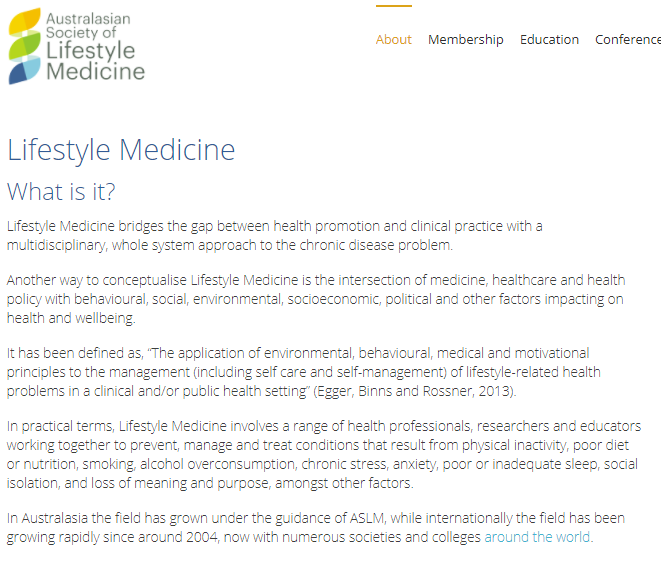 Australasian
Society of
Lifestyle
Medicine
About Membership Education Conference
Lifestyle Medicine
What is it?
Lifestyle Medicine bridges the gap between health promotion and clinical practice with a
multidisciplinary, whole system approach to the chronic disease problem.
Another way to conceptualise Lifestyle Medicine is the intersection of medicine, healthcare and health
policy with behavioural, social, environmental, socioeconomic, political and other factors impacting on
health and wellbeing.
It has been defined as, “The application of environmental, behavioural, medical and motivational
principles to the management (including self care and self-management) of lifestyle-related health
problems in a clinical and/or public health setting” (Egger, Binns and Rossner, 2013).
In practical terms, Lifestyle Medicine involves a range of health professionals, researchers and educators
working together to prevent, manage and treat conditions that result from physical inactivity, poor diet
or nutrition, smoking, alcohol overconsumption, chronic stress, anxiety, poor or inadequate sleep, social
isolation, and loss of meaning and purpose, amongst other factors.
In Australasia the field has grown under the guidance of ASLM, while internationally the field has been
growing rapidly since around 2004, now with numerous societies and colleges around the world.